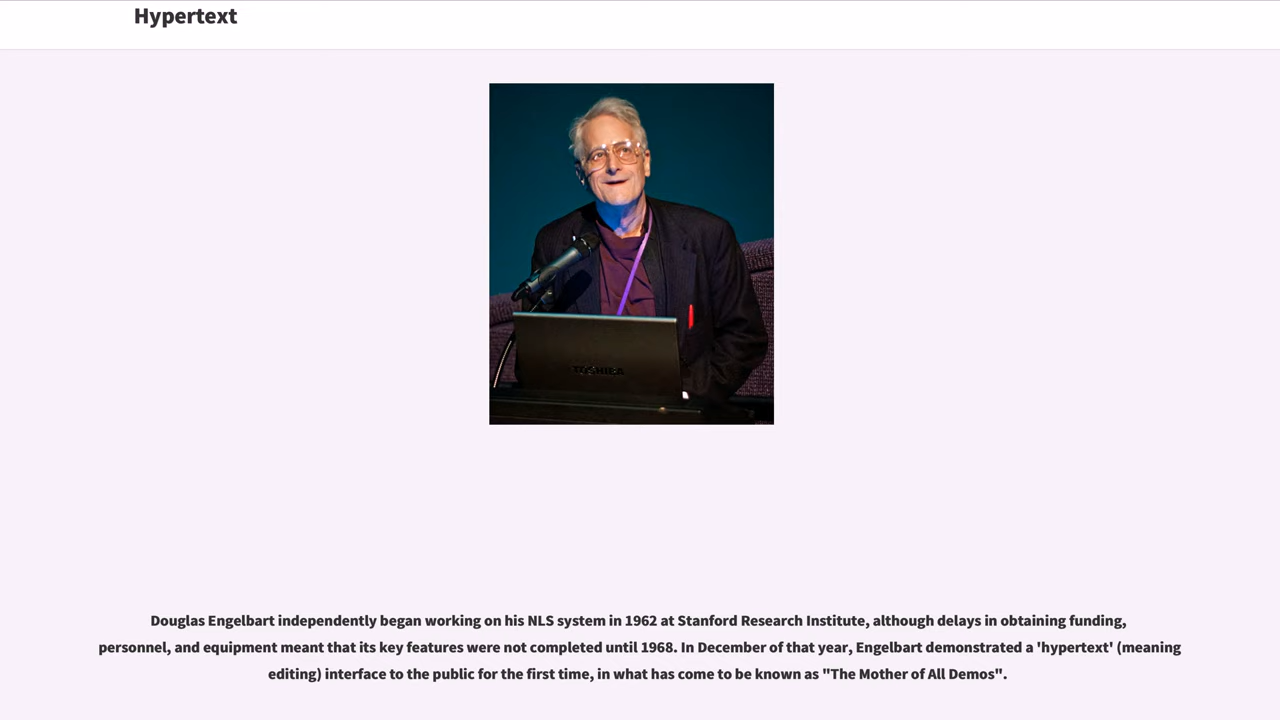 Hypertext
TOSHIBA
Douglas Engelbart independently began working on his NLS system in 1962 at Stanford Research Institute, although delays in obtaining funding,
personnel, and equipment meant that its key features were not completed until 1968. In December of that year, Engelbart demonstrated a 'hypertext' (meaning
editing) interface to the public for the first time, in what has come to be known as "The Mother of All Demos".